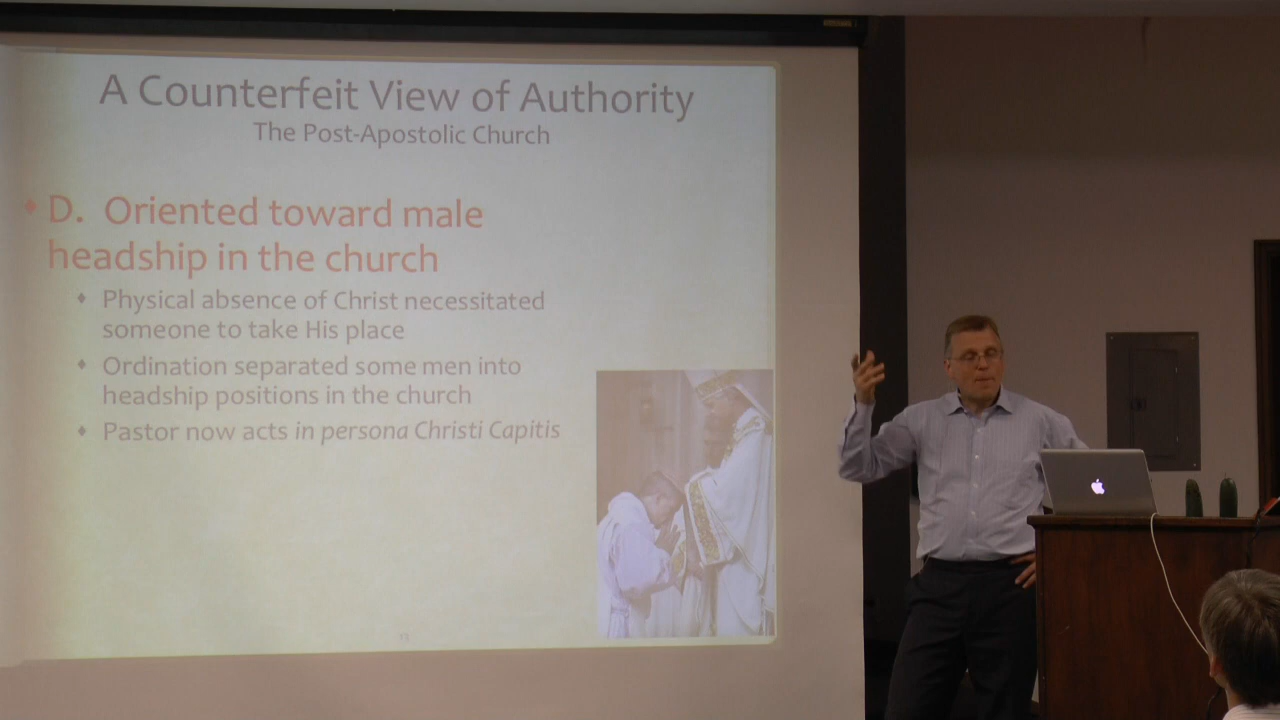 A Counterfeit View of Authority
The Post-Apostolic Church
D. Oriented toward male
headship in the church
Physical absence of Christ necessitated
someone to take His place
Ordination separated some men into
headship positions in the church
Pastor now acts in persona Christi Capitis